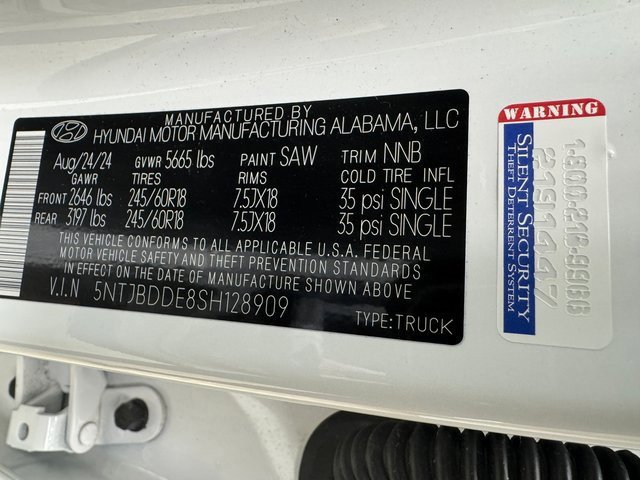 MANUFACTURED BY
HYUNDAI MOTOR MANUFACTURING ALABAMA, LLC
Aug/24/24 GVWR 5665 lbs PAINT SAW TRIM NNB
GAWR TIRES RIMS COLD TIRE INFL
FRONT 2646 lbs 245/60R18 7.5JX18 35 psi SINGLE
REAR 3197 lbs 245/60R18 7.5JX18 35 psi SINGLE
THIS VEHICLE CONFORMS TO ALL APPLICABLE U.S.A. FEDERAL
MOTOR VEHICLE SAFETY AND THEFT PREVENTION STANDARDS
IN EFFECT ON THE DATE OF MANUFACTURE SHOWN ABOVE.
V.I.N 5NTJBDDE8SH128909
TYPE:TRUCK
WARNING
SILENT SECURITY
THEFT DETERRENT SYSTEM